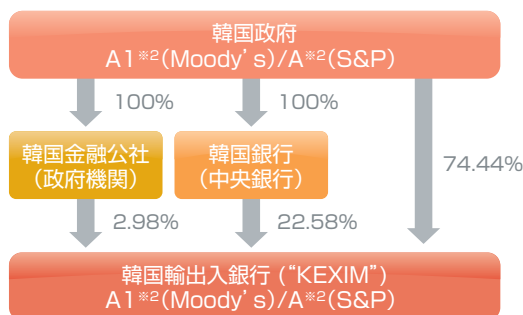 韓国政府
A1※2(Moody's)/A※2(S&P)
100%
100%
韓国金融公社
（政府機関）
韓国銀行
（中央銀行）
74.44%
2.98%
22.58%
韓国輸出入銀行（“KEXIM”）
A1※2(Moody's)/A※2(S&P)